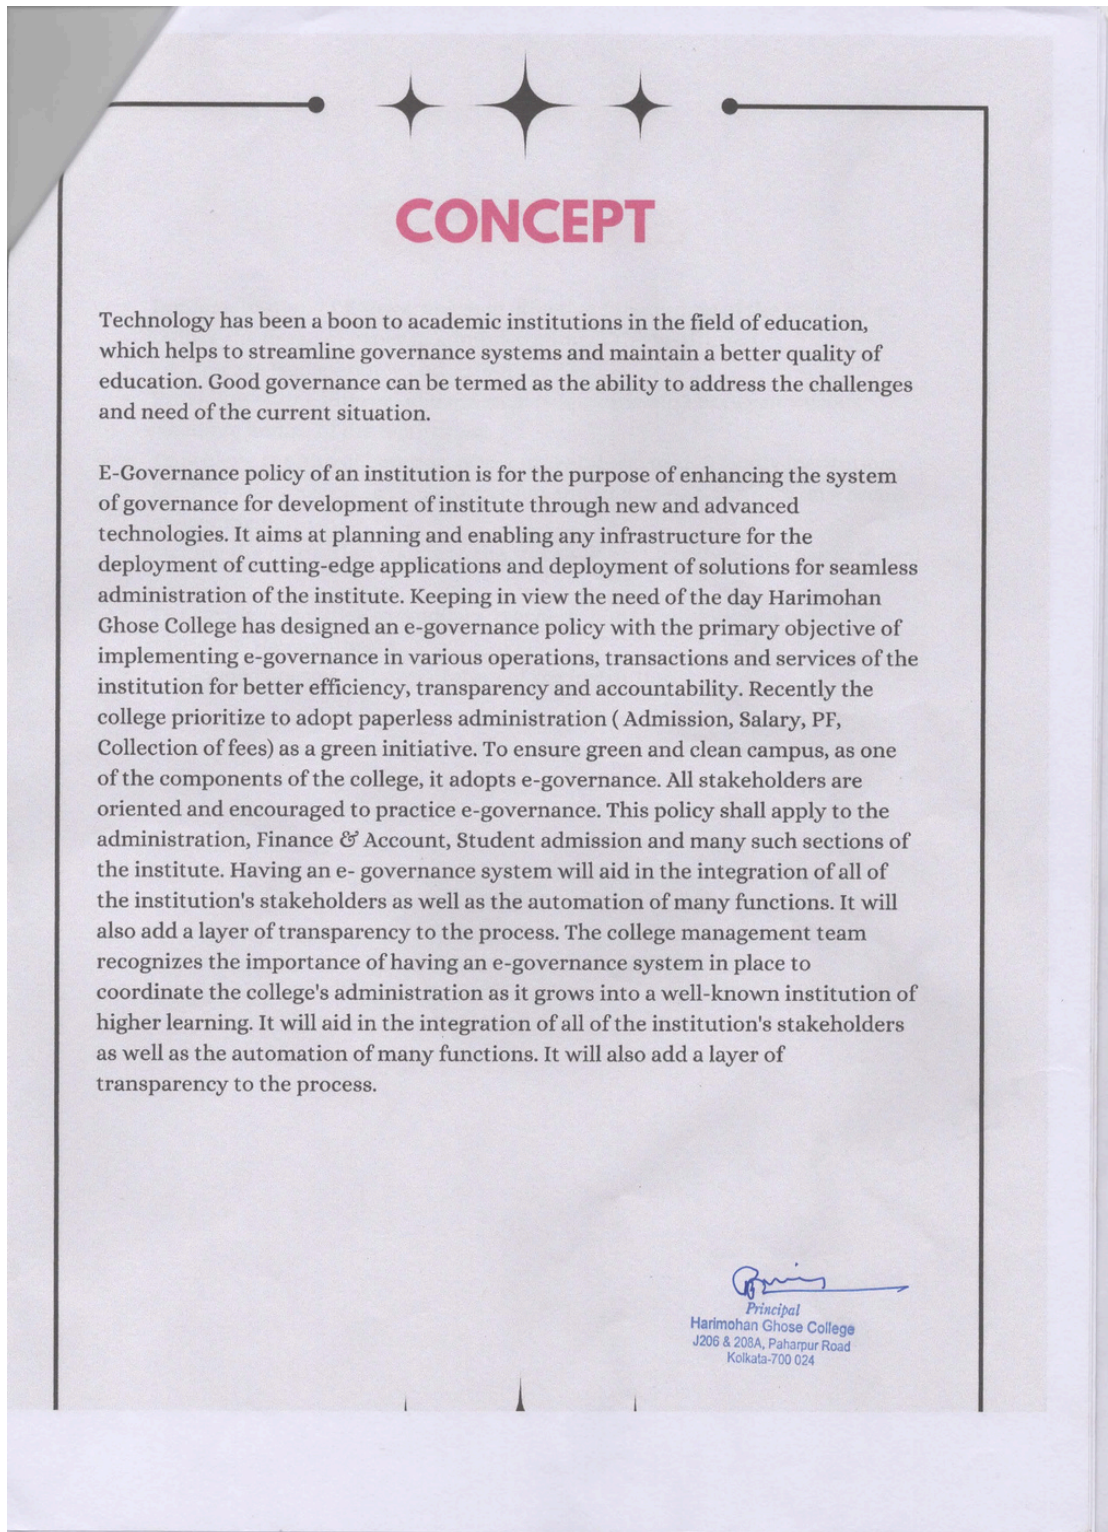 CONCEPT
Technology has been a boon to academic institutions in the field of education,
which helps to streamline governance systems and maintain a better quality of
education. Good governance can be termed as the ability to address the challenges
and need of the current situation.
E-Governance policy of an institution is for the purpose of enhancing the system
of governance for development of institute through new and advanced
technologies. It aims at planning and enabling any infrastructure for the
deployment of cutting-edge applications and deployment of solutions for seamless
administration of the institute. Keeping in view the need of the day Harimohan
Ghose College has designed an e-governance policy with the primary objective of
implementing e-governance in various operations, transactions and services of the
institution for better efficiency, transparency and accountability. Recently the
college prioritize to adopt paperless administration ( Admission, Salary, PF,
Collection of fees) as a green initiative. To ensure green and clean campus, as one
of the components of the college, it adopts e-governance. All stakeholders are
oriented and encouraged to practice e-governance. This policy shall apply to the
administration, Finance & Account, Student admission and many such sections of
the institute. Having an e- governance system will aid in the integration of all of
the institution's stakeholders as well as the automation of many functions. It will
also add a layer of transparency to the process. The college management team
recognizes the importance of having an e-governance system in place to
coordinate the college's administration as it grows into a well-known institution of
higher learning. It will aid in the integration of all of the institution's stakeholders
as well as the automation of many functions. It will also add a layer of
transparency to the process.
Principal
Harimohan Ghose College
J206 & 208A, Paharpur Road
Kolkata-700 024